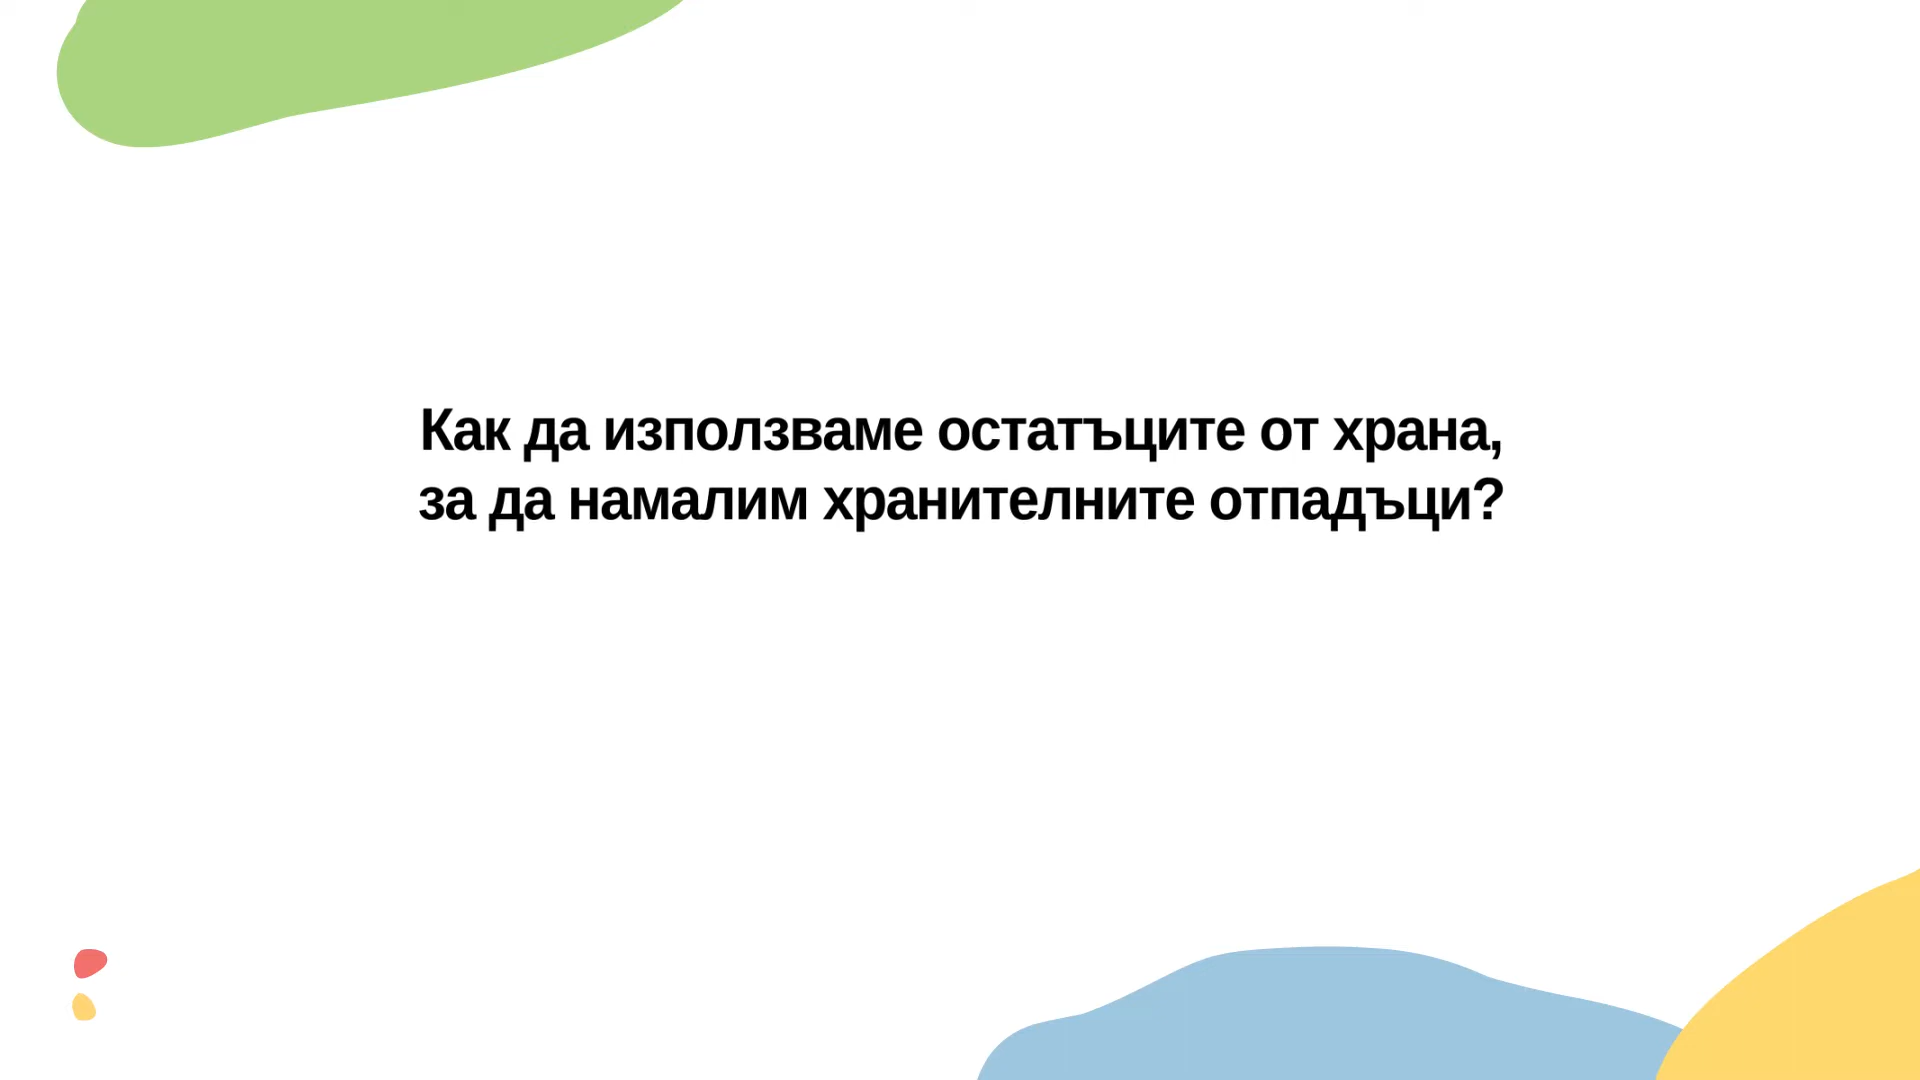 Как да използваме остатъците от храна,
за да намалим хранителните отпадъци?